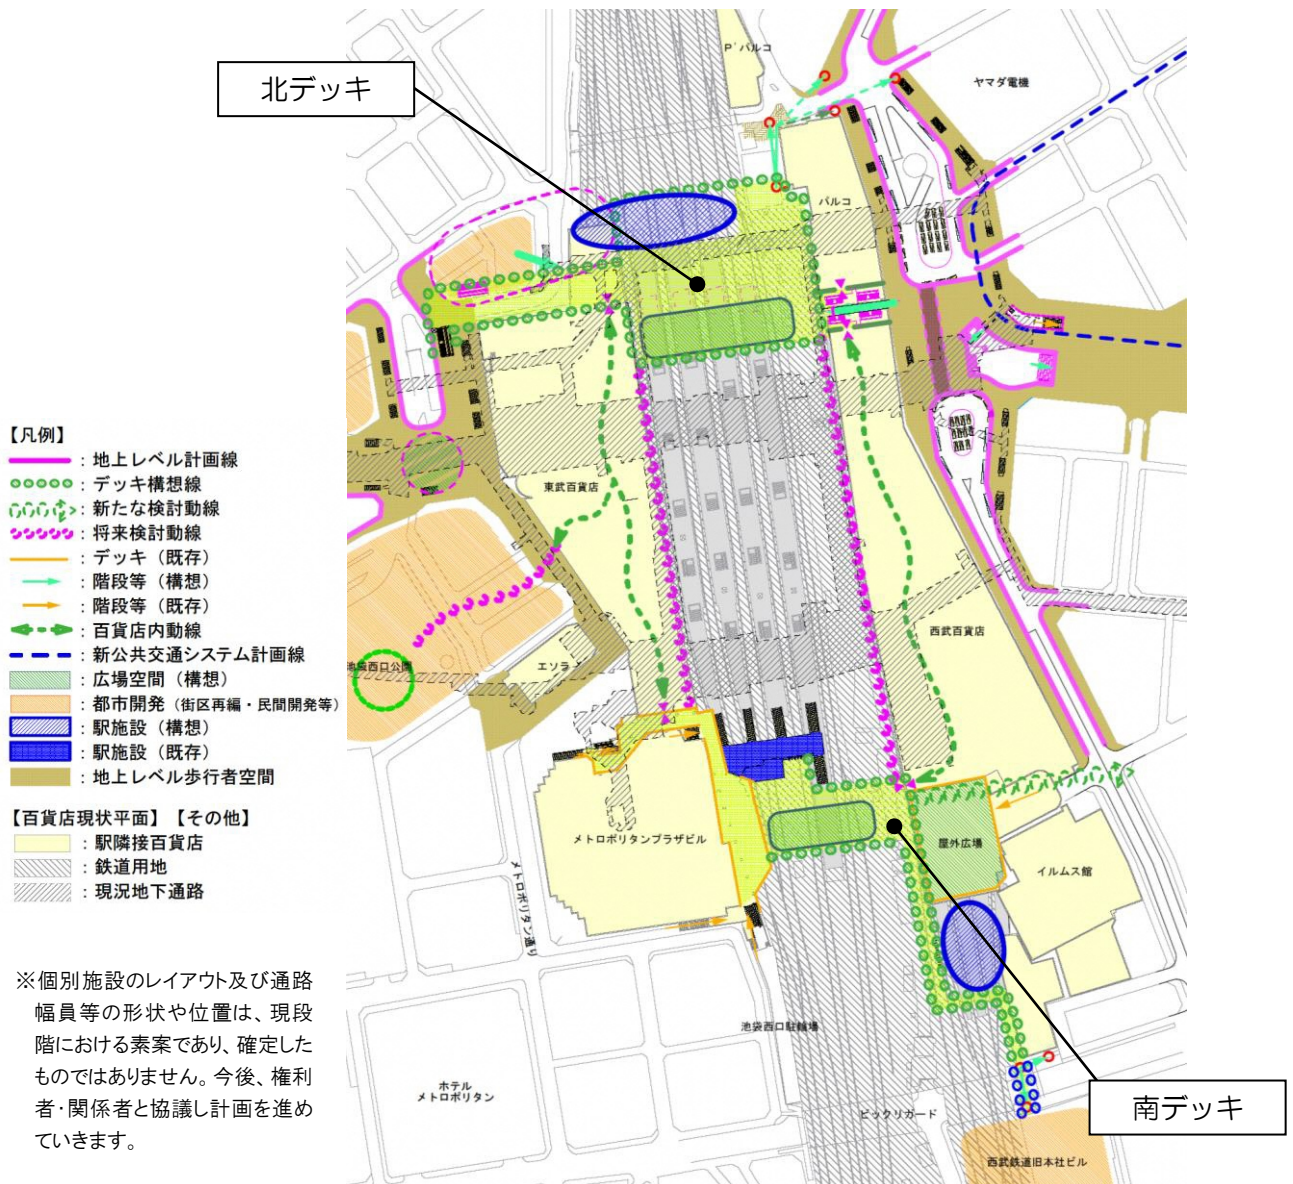 P'パルコ
北デッキ
ヤマダ電機
パルコ
【凡例】
：地上レベル計画線
：デッキ構想線
：新たな検討動線
：将来検討動線
：デッキ（既存）
：階段等（構想）
：階段等（既存）
：百貨店内動線
：新公共交通システム計画線
：広場空間（構想）
：都市開発（街区再編・民間開発等）
：駅施設（構想）
：駅施設（既存）
：地上レベル歩行者空間
【百貨店現状平面】【その他】
：駅隣接百貨店
：鉄道用地
：現況地下通路
東武百貨店
西武百貨店
エソラ
池袋西口公園
メトロポリタンプラザビル
屋外広場
イルムス館
メトロポリタン通り
※個別施設のレイアウト及び通路
幅員等の形状や位置は、現段
階における素案であり、確定した
ものではありません。今後、権利
者・関係者と協議し計画を進め
ていきます。
池袋西口駐輪場
ホテル
メトロポリタン
ビックリガード
南デッキ
西武鉄道旧本社ビル